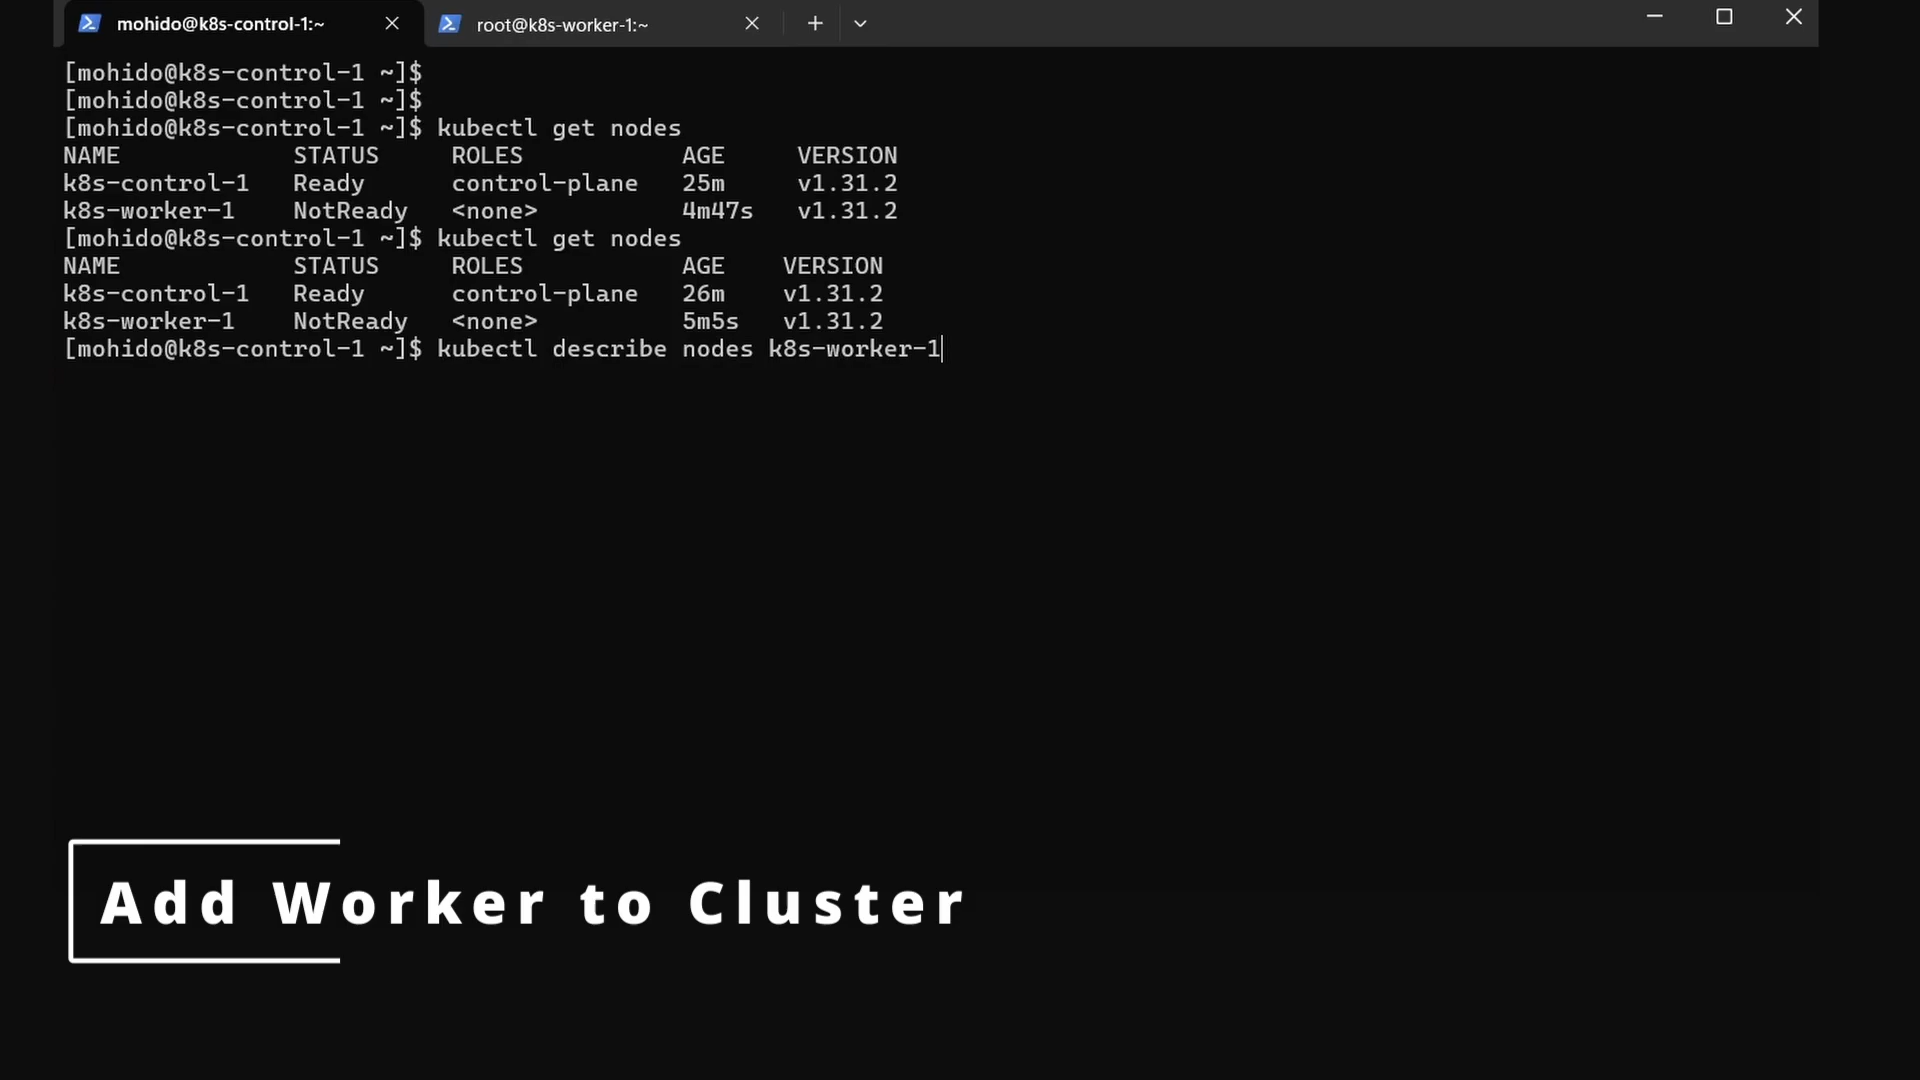 mohido@k8s-control-1:~ root@k8s-worker-1:~
[mohido@k8s-control-1 ~]$
[mohido@k8s-control-1 ~]$
[mohido@k8s-control-1 ~]$ kubectl get nodes
NAME STATUS ROLES AGE VERSION
k8s-control-1 Ready control-plane 25m v1.31.2
k8s-worker-1 NotReady <none> 4m47s v1.31.2
[mohido@k8s-control-1 ~]$ kubectl get nodes
NAME STATUS ROLES AGE VERSION
k8s-control-1 Ready control-plane 26m v1.31.2
k8s-worker-1 NotReady <none> 5m5s v1.31.2
[mohido@k8s-control-1 ~]$ kubectl describe nodes k8s-worker-1
Add Worker to Cluster